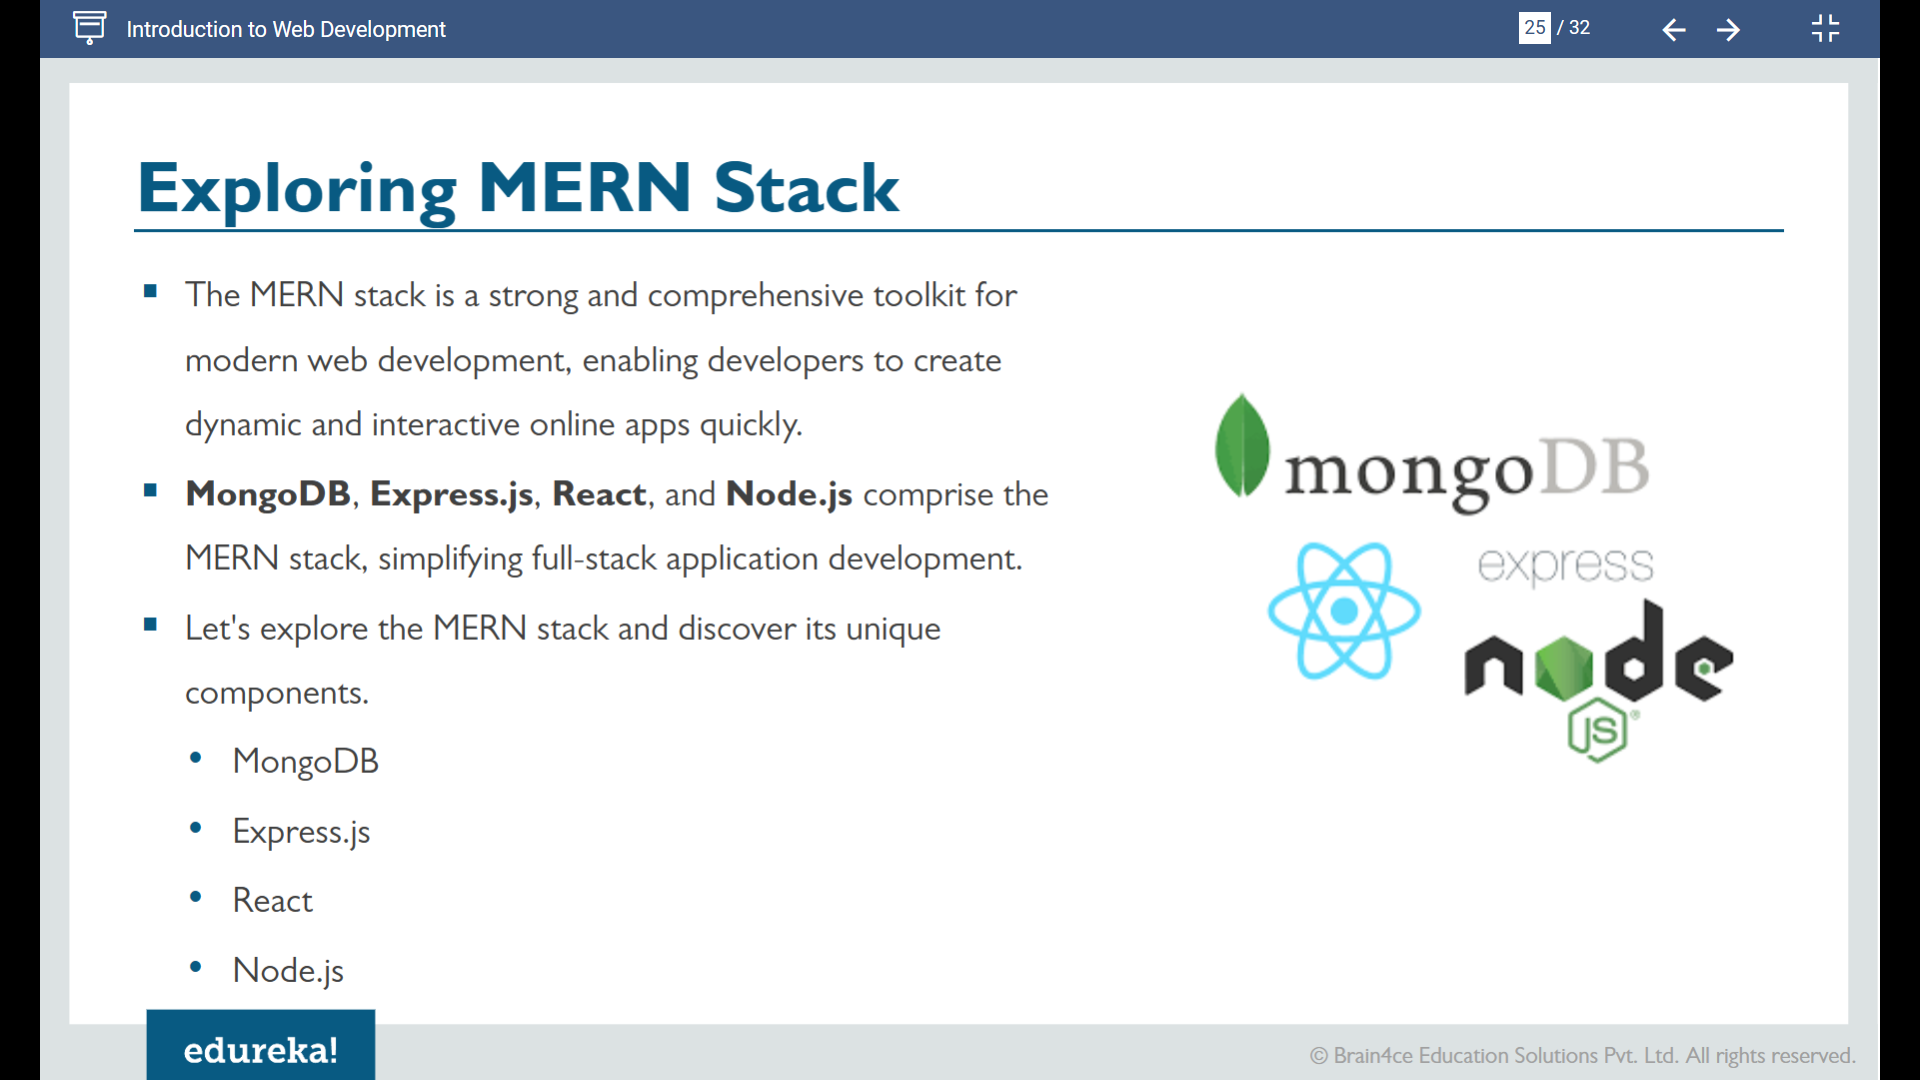 Introduction to Web Development
25 / 32
Exploring MERN Stack
The MERN stack is a strong and comprehensive toolkit for
modern web development, enabling developers to create
dynamic and interactive online apps quickly.
MongoDB, Express.js, React, and Node.js comprise the
MERN stack, simplifying full-stack application development.
Let's explore the MERN stack and discover its unique
components.
• MongoDB
• Express.js
• React
• Node.js
mongoDB
express
node
JS®
edureka!
© Brain4ce Education Solutions Pvt. Ltd. All rights reserved.